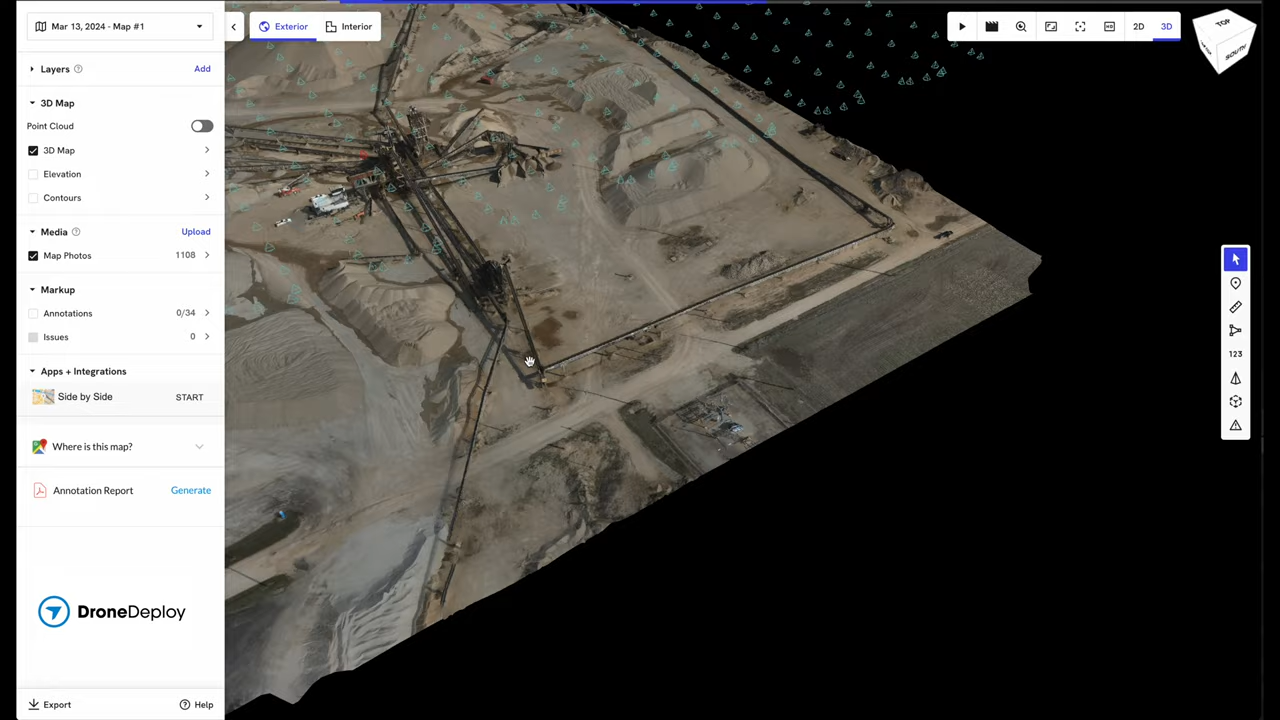 Mar 13, 2024 - Map #1
Exterior
Interior
2D
3D
TOP
SOUTH
Layers
Add
3D Map
Point Cloud
3D Map
Elevation
Contours
Media
Upload
Map Photos
1108
Markup
Annotations
0/34
Issues
0
Apps + Integrations
Side by Side
START
Where is this map?
Annotation Report
Generate
DroneDeploy
Export
Help
123